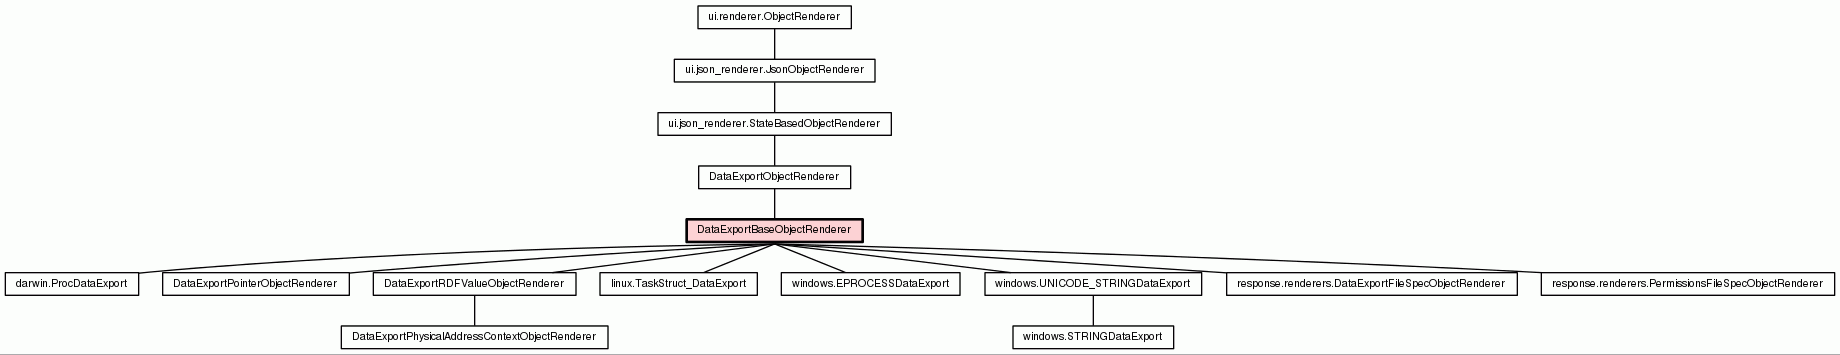 ui.renderer.ObjectRenderer
ui.json_renderer.JsonObjectRenderer
ui.json_renderer.StateBasedObjectRenderer
DataExportObjectRenderer
DataExportBaseObjectRenderer
darwin.ProcDataExport
DataExportPointerObjectRenderer
DataExportRDFValueObjectRenderer
linux.TaskStruct_DataExport
windows.EPROCESSDataExport
windows.UNICODE_STRINGDataExport
response.renderers.DataExportFileSpecObjectRenderer
response.renderers.PermissionsFileSpecObjectRenderer
DataExportPhysicalAddressContextObjectRenderer
windows.STRINGDataExport